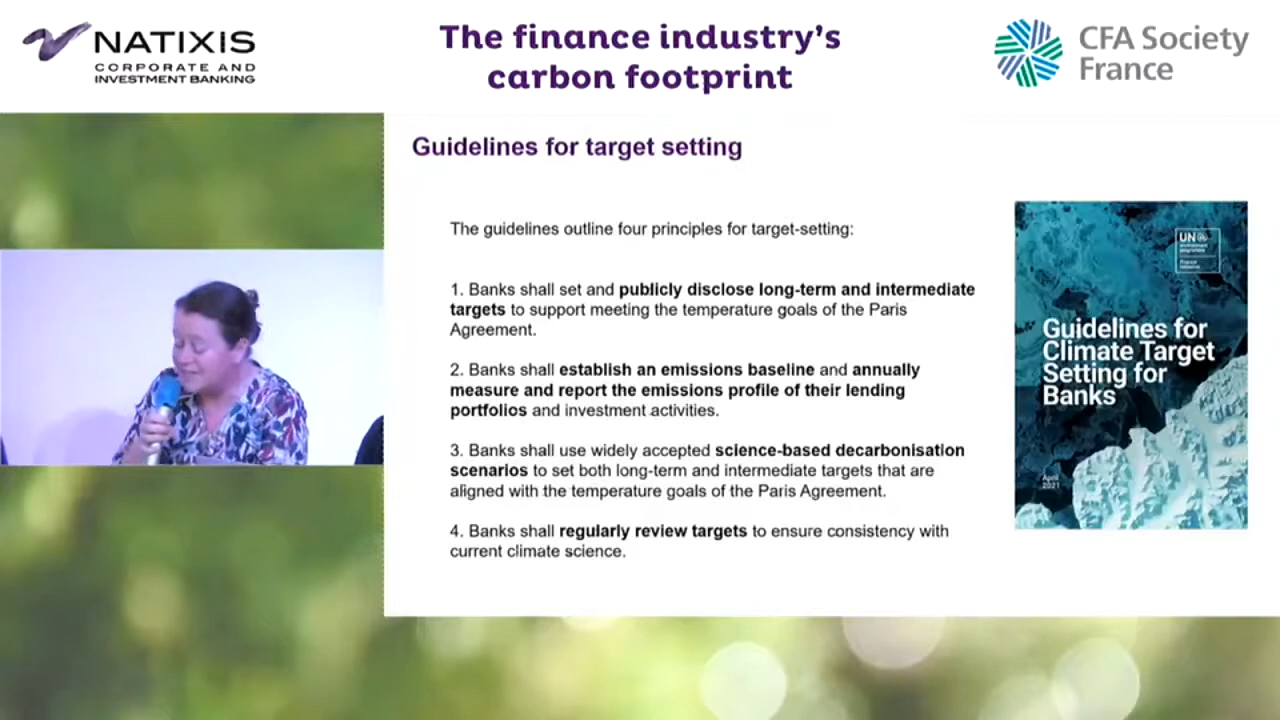 NATIXIS
CORPORATE AND
INVESTMENT BANKING
The finance industry's
carbon footprint
CFA Society
France
Guidelines for target setting
The guidelines outline four principles for target-setting:
1. Banks shall set and publicly disclose long-term and intermediate
targets to support meeting the temperature goals of the Paris
Agreement.
2. Banks shall establish an emissions baseline and annually
measure and report the emissions profile of their lending
portfolios and investment activities.
3. Banks shall use widely accepted science-based decarbonisation
scenarios to set both long-term and intermediate targets that are
aligned with the temperature goals of the Paris Agreement.
4. Banks shall regularly review targets to ensure consistency with
current climate science.
UN
environment
programme
finance
initiative
Guidelines for
Climate Target
Setting for
Banks
April
2021